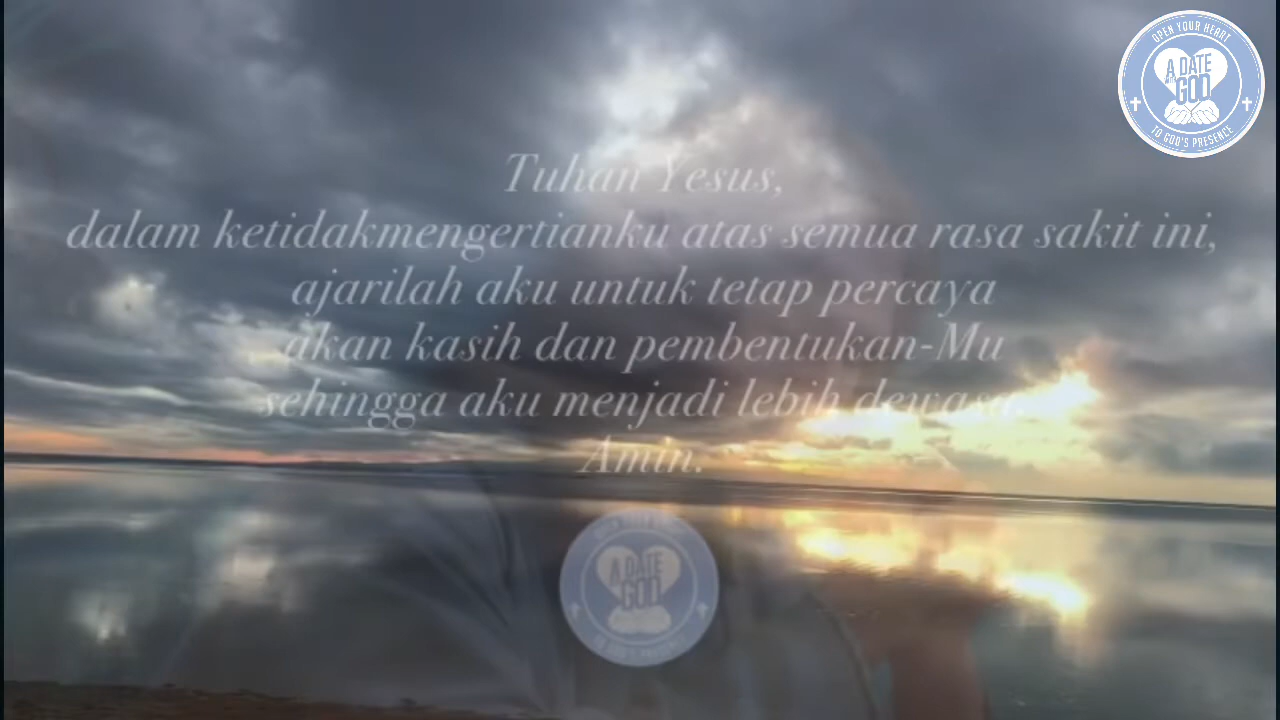 OPEN YOUR HEART
A DATE
GOD
TO GOD'S PRESENCE
Tuhan Yesus,
dalam ketidakmengertianku atas semua rasa sakit ini,
ajarilah aku untuk tetap percaya
akan kasih dan pembentukan-Mu
sehingga aku menjadi lebih dewasa.
Amin.
A DATE
GOD